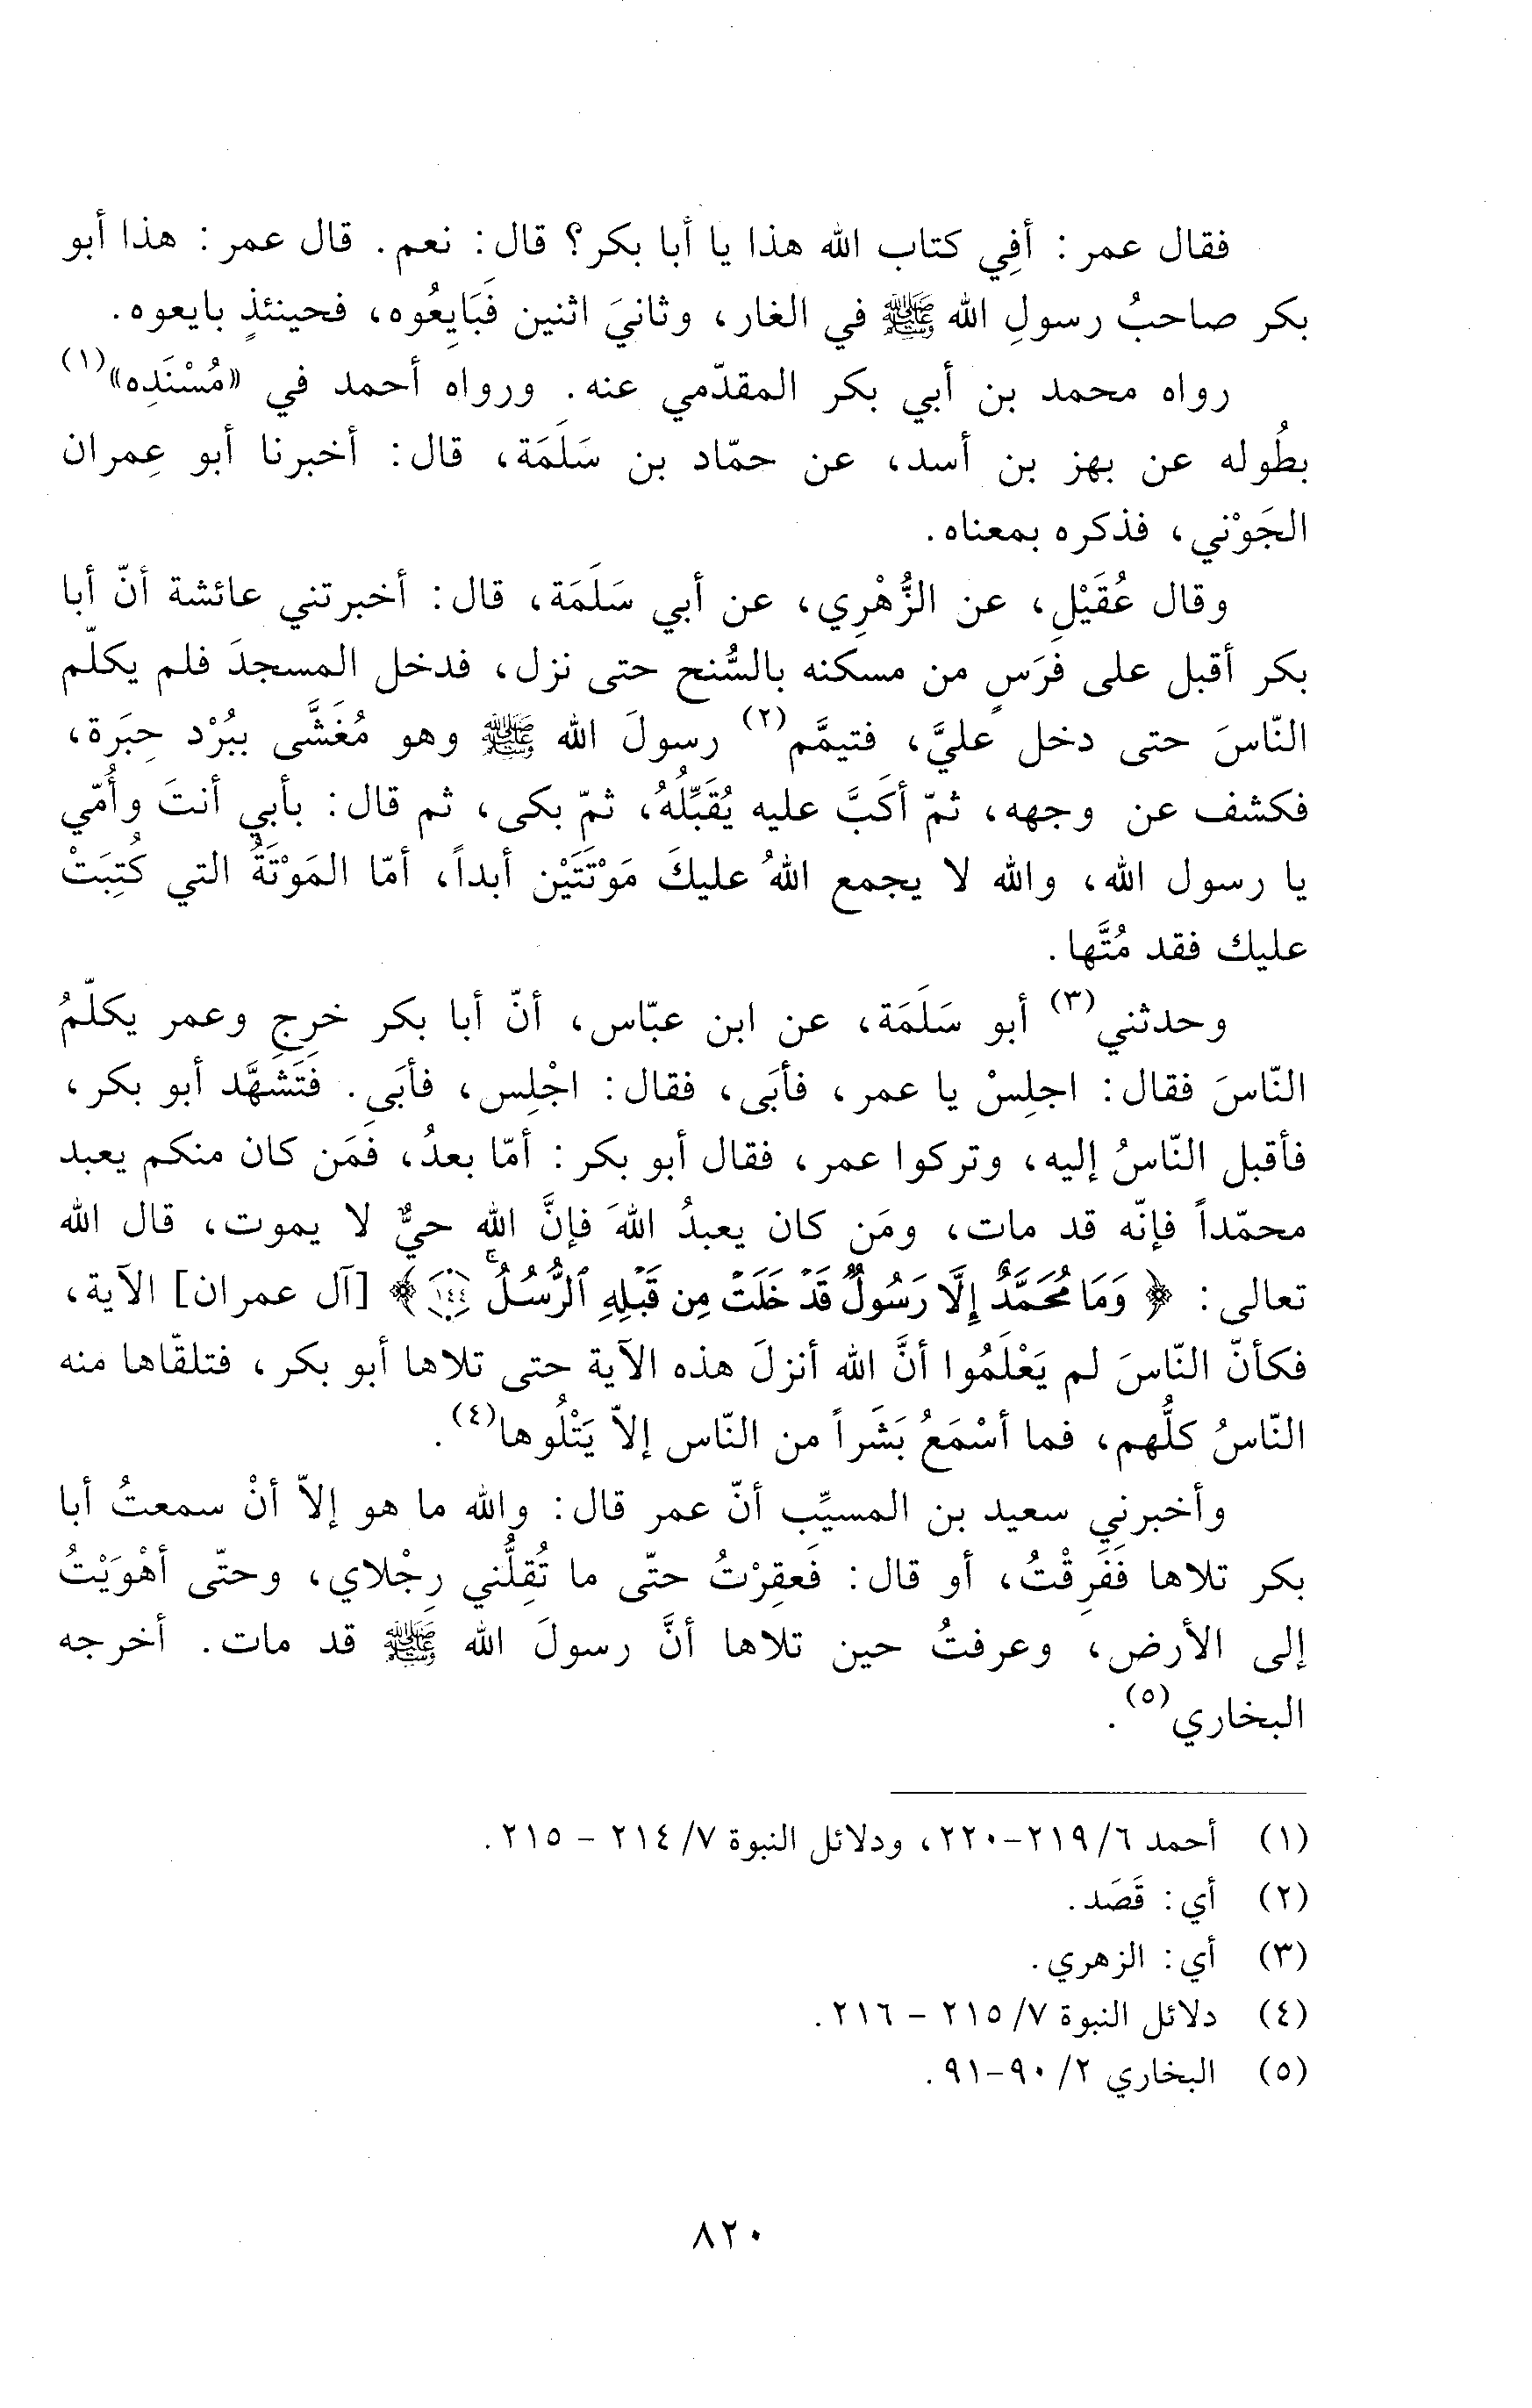 فقال عمر: أفِي كتاب الله هذا يا أبا بكر؟ قال: نعم. قال عمر: هذا أبو
بكر صاحبُ رسولِ الله ﷺ في الغار، وثانيَ اثنين فَبَايِعُوه، فحينئذٍ بايعوه.
رواه محمد بن أبي بكر المقدّمي عنه. ورواه أحمد في «مُسْنَدِه»(١)
بطُوله عن بهز بن أسد، عن حمّاد بن سَلَمَة، قال: أخبرنا أبو عِمران
الجَوْني، فذكره بمعناه.
وقال عُقَيْل، عن الزُّهْرِي، عن أبي سَلَمَة، قال: أخبرتني عائشة أنّ أبا
بكر أقبل على فَرَسٍ من مسكنه بالسُّنح حتى نزل، فدخل المسجدَ فلم يكلّم
النّاسَ حتى دخل عليَّ، فتيمَّم(٢) رسولَ الله ﷺ وهو مُغَشَّى ببُرْد حِبَرة،
فكشف عن وجهه، ثمّ أكَبَّ عليه يُقَبِّلُهُ، ثمّ بكى، ثم قال: بأبي أنتَ وأُمّي
يا رسول الله، والله لا يجمع اللهُ عليكَ مَوْتَتَيْن أبداً، أمّا المَوْتَةُ التي كُتِبَتْ
عليك فقد مُتَّها.
وحدثني(٣) أبو سَلَمَة، عن ابن عبّاس، أنّ أبا بكر خرج وعمر يكلّمُ
النّاسَ فقال: اجلِسْ يا عمر، فأبَى، فقال: اجْلِس، فأبَى. فَتَشهَّد أبو بكر،
فأقبل النّاسُ إليه، وتركوا عمر، فقال أبو بكر: أمّا بعدُ، فَمَن كان منكم يعبد
محمّداً فإنّه قد مات، ومَن كان يعبدُ اللهَ فإنَّ الله حيٌّ لا يموت، قال الله
تعالى: ﴿وَمَا مُحَمَّدٌ إِلَّا رَسُولٌ قَدْ خَلَتْ مِن قَبْلِهِ ٱلرُّسُلُ ۚ ١٤٤﴾ [آل عمران] الآية،
فكأنّ النّاسَ لم يَعْلَمُوا أنَّ الله أنزلَ هذه الآية حتى تلاها أبو بكر، فتلقّاها منه
النّاسُ كلُّهم، فما أسْمَعُ بَشَراً من النّاس إلاّ يَتْلُوها(٤).
وأخبرني سعيد بن المسيِّب أنّ عمر قال: والله ما هو إلاّ أنْ سمعتُ أبا
بكر تلاها فَفَرِقْتُ، أو قال: فَعقِرْتُ حتّى ما تُقِلُّني رِجْلاي، وحتّى أهْوَيْتُ
إلى الأرض، وعرفتُ حين تلاها أنَّ رسولَ الله ﷺ قد مات. أخرجه
البخاري(٥).
(١) أحمد ٦/ ٢١٩-٢٢٠، ودلائل النبوة ٧/ ٢١٤ - ٢١٥.
(٢) أي: قَصَد.
(٣) أي: الزهري.
(٤) دلائل النبوة ٧/ ٢١٥ - ٢١٦.
(٥) البخاري ٢/ ٩٠-٩١.
٨٢٠